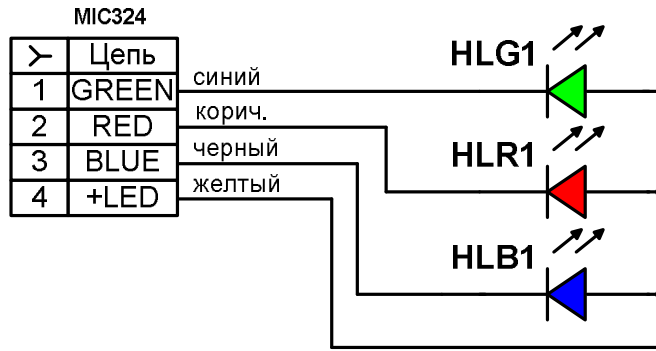 MIC324
Цепь
1 GREEN синий
2 RED корич.
3 BLUE черный
4 +LED желтый
HLG1
HLR1
HLB1